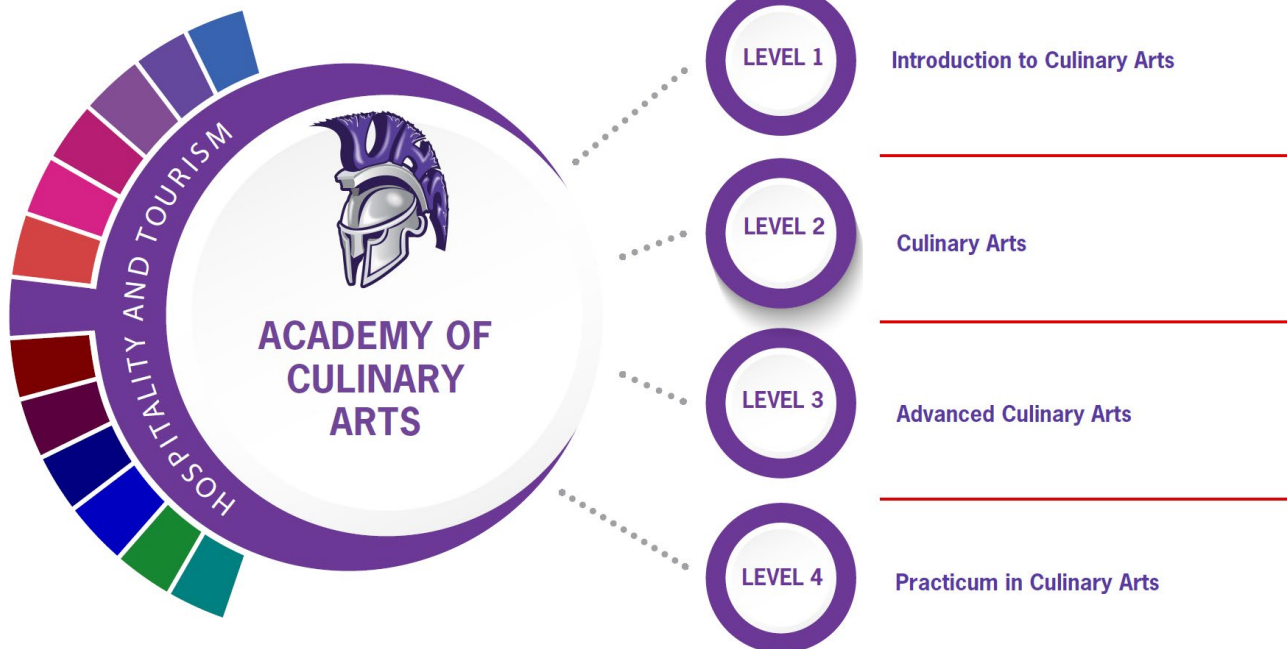 HOSPITALITY AND TOURISM
ACADEMY OF
CULINARY
ARTS
LEVEL 1
Introduction to Culinary Arts
LEVEL 2
Culinary Arts
LEVEL 3
Advanced Culinary Arts
LEVEL 4
Practicum in Culinary Arts